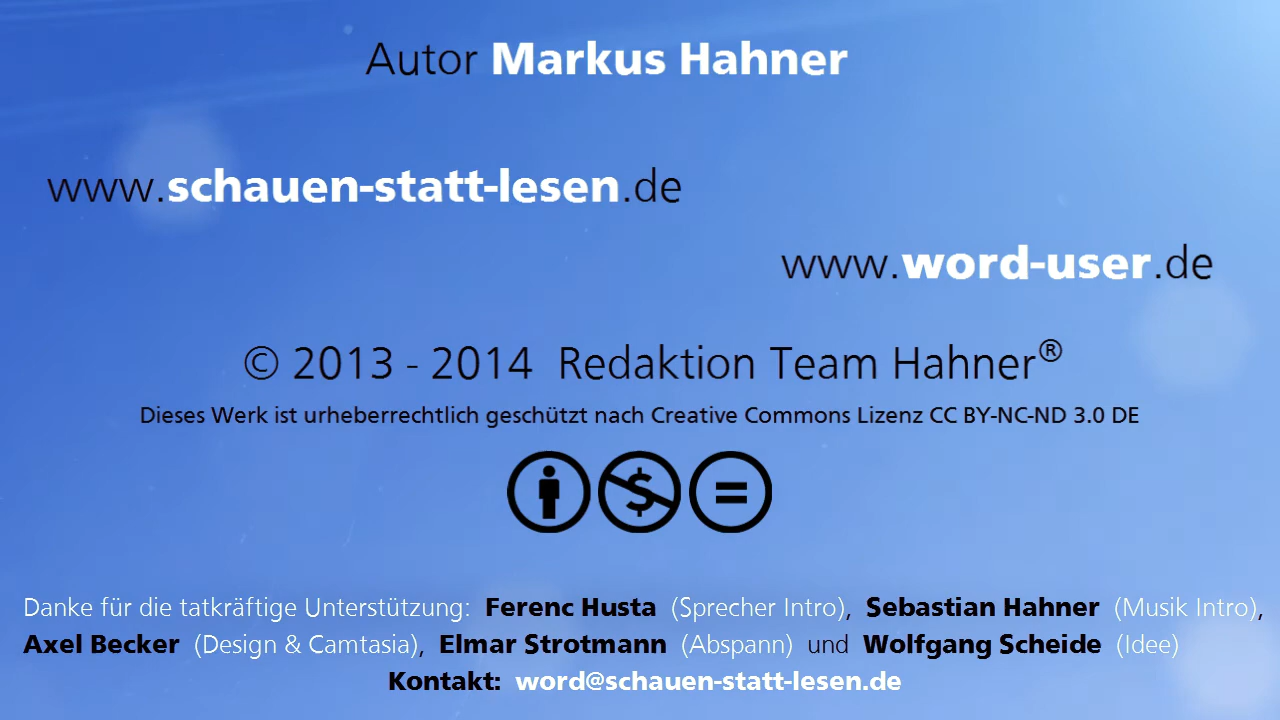 Autor Markus Hahner
www.schauen-statt-lesen.de
www.word-user.de
© 2013 - 2014 Redaktion Team Hahner®
Dieses Werk ist urheberrechtlich geschützt nach Creative Commons Lizenz CC BY-NC-ND 3.0 DE
Danke für die tatkräftige Unterstützung: Ferenc Husta (Sprecher Intro), Sebastian Hahner (Musik Intro),
Axel Becker (Design & Camtasia), Elmar Strotmann (Abspann) und Wolfgang Scheide (Idee)
Kontakt: word@schauen-statt-lesen.de